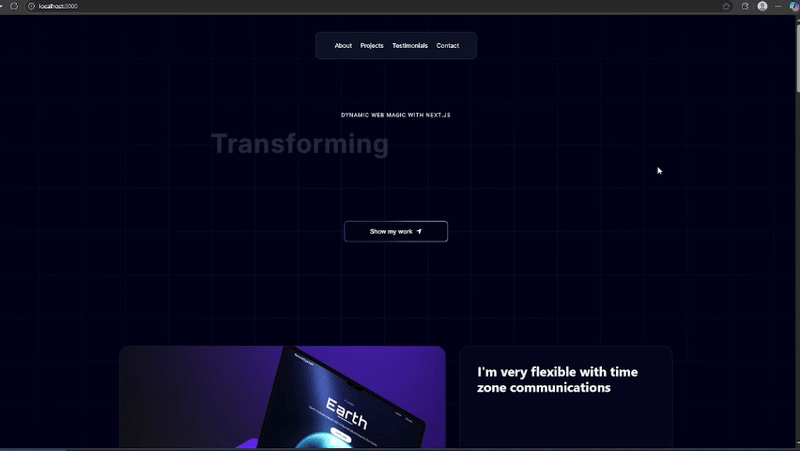 localhost:3000
About Projects Testimonials Contact
DYNAMIC WEB MAGIC WITH NEXT.JS
Transforming
Show my work
I'm very flexible with time
zone communications
Earth